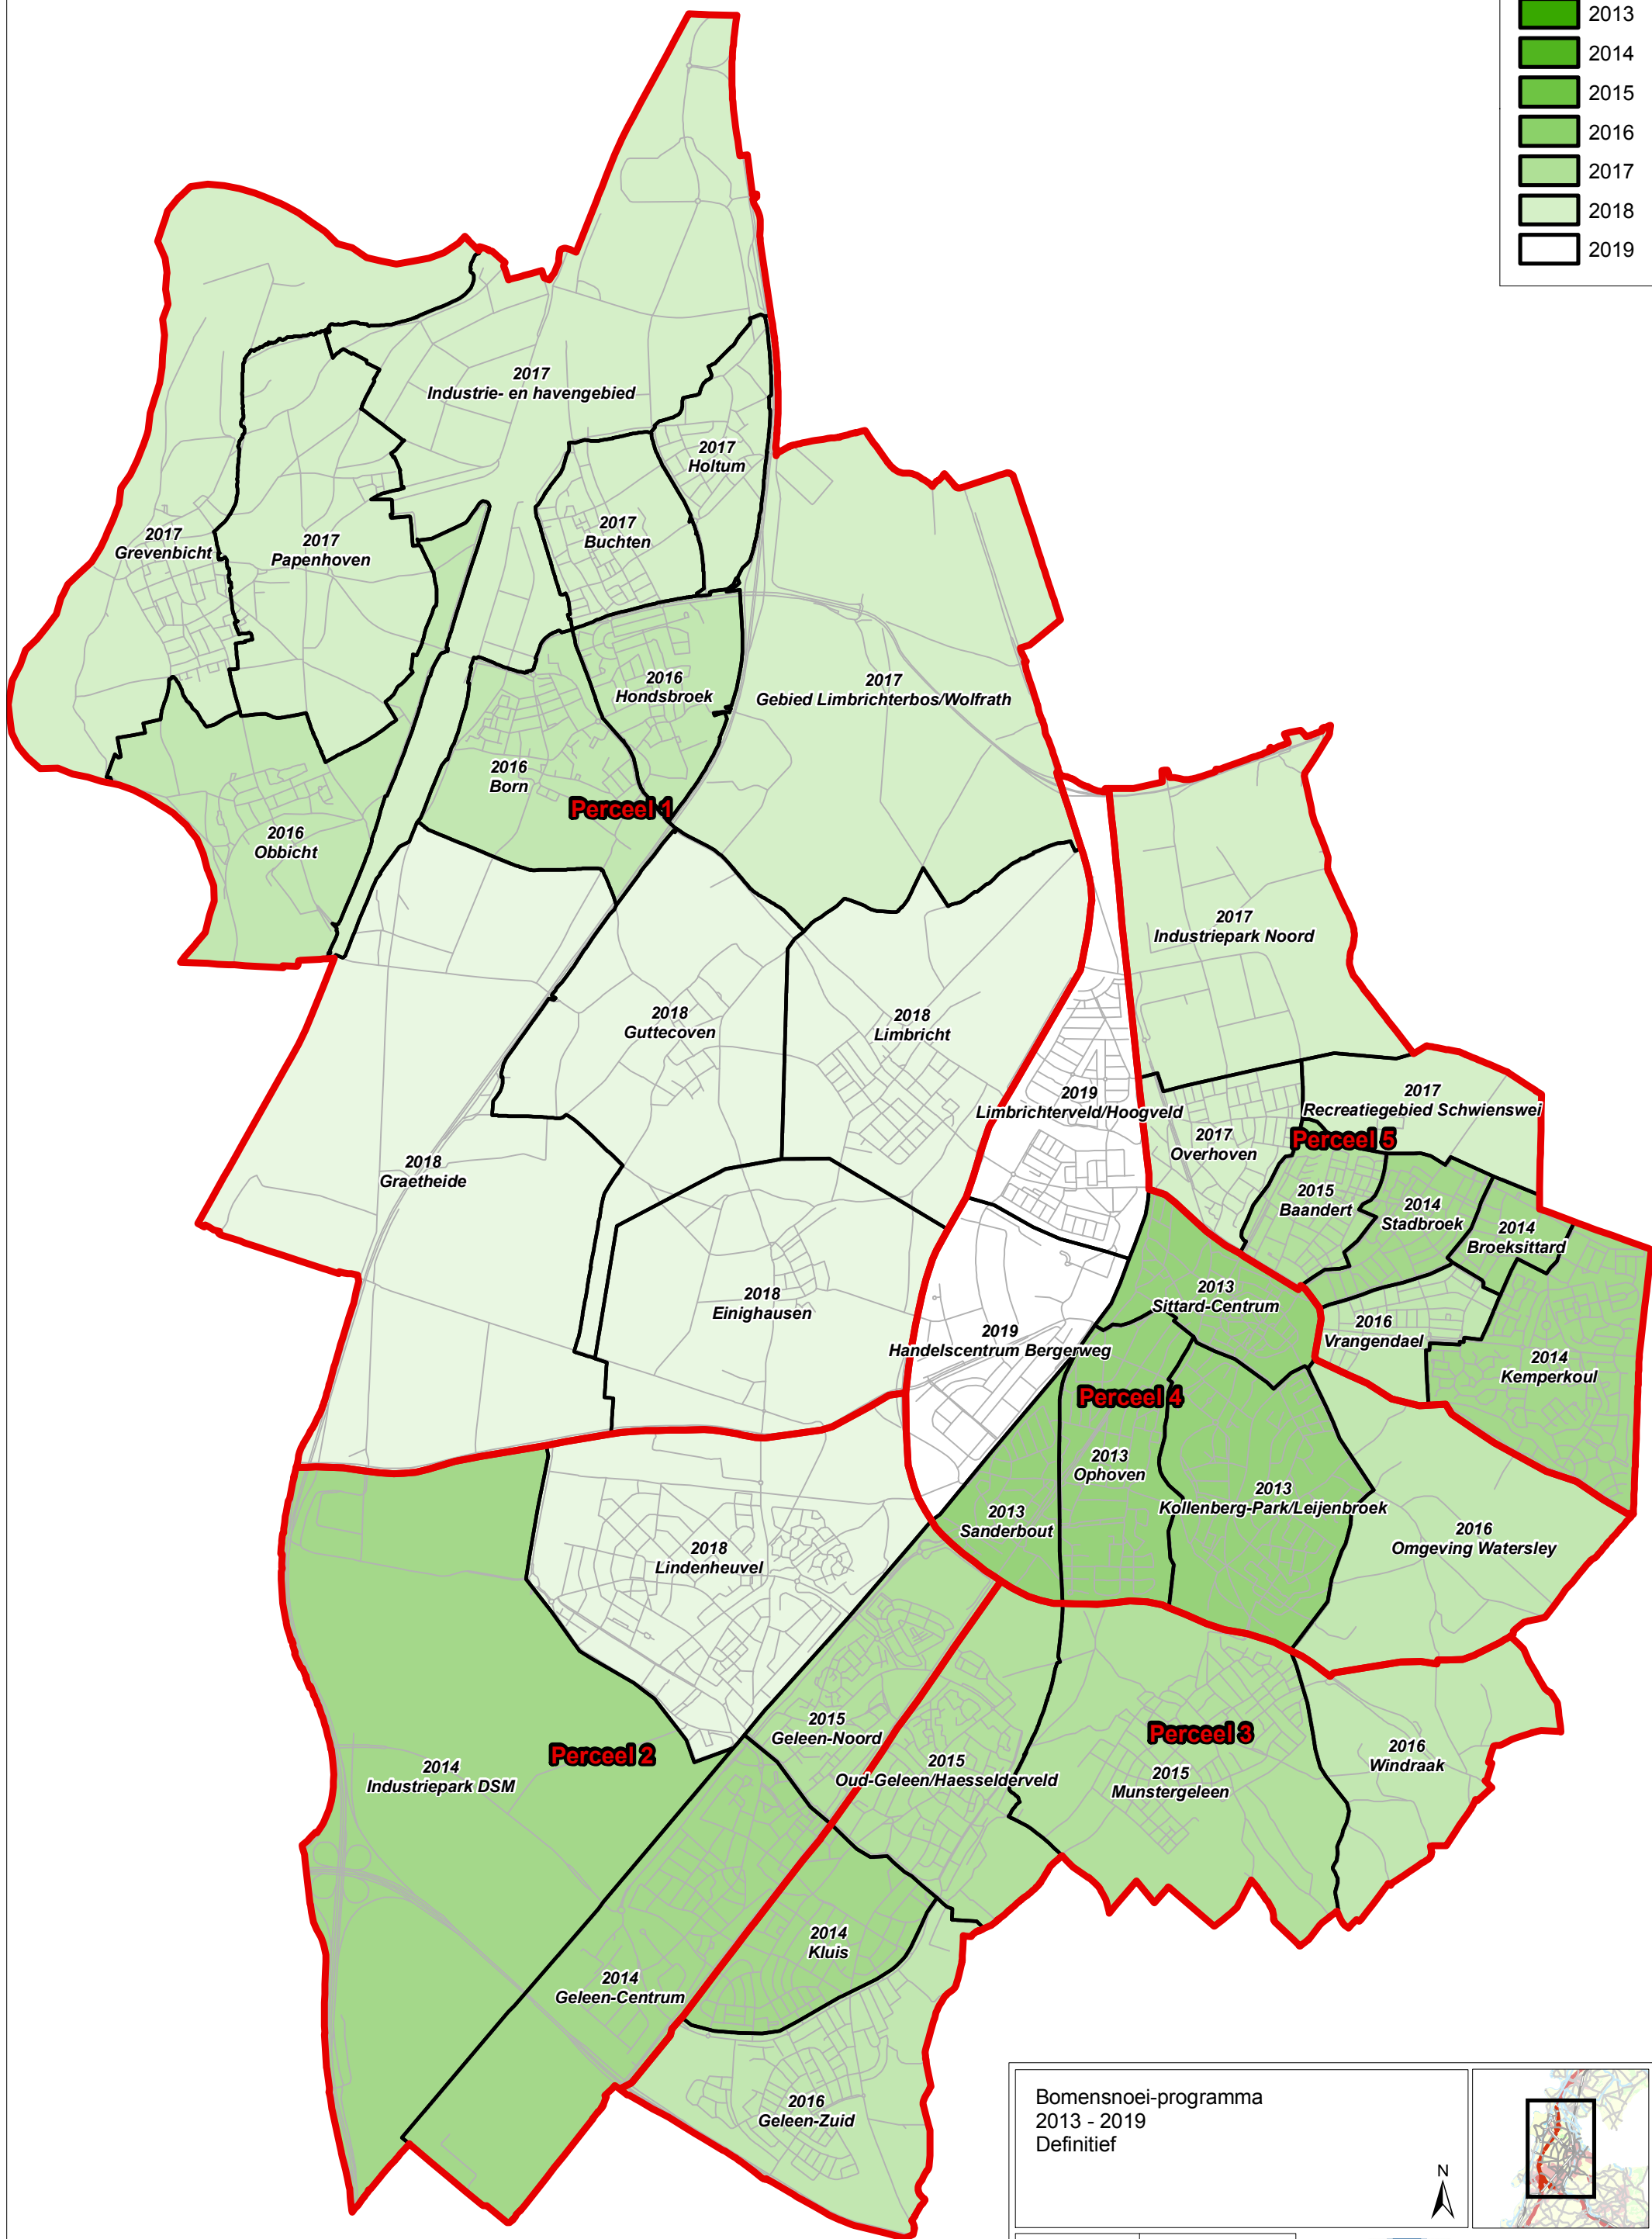 2013
2014
2015
2016
2017
2018
2019
2017
Industrie- en havengebied
2017
Holtum
2017
Buchten
2017
Grevenbicht
2017
Papenhoven
2016
Hondsbroek
2017
Gebied Limbrichterbos/Wolfrath
2016
Born
Perceel 1
2016
Obbicht
2017
Industriepark Noord
2018
Guttecoven
2018
Limbricht
2019
Limbrichterveld/Hoogveld
2017
Recreatiegebied Schwienswei
2017
Overhoven
Perceel 5
2018
Graetheide
2015
Baandert
2014
Stadbroek
2014
Broeksittard
2018
Einighausen
2013
Sittard-Centrum
2019
Handelscentrum Bergerweg
2016
Vrangendael
2014
Kemperkoul
Perceel 4
2013
Ophoven
2013
Kollenberg-Park/Leijenbroek
2013
Sanderbout
2016
Omgeving Watersley
2018
Lindenheuvel
2015
Geleen-Noord
Perceel 3
2014
Industriepark DSM
Perceel 2
2015
Oud-Geleen/Haesselderveld
2015
Munstergeleen
2016
Windraak
2014
Kluis
2014
Geleen-Centrum
2016
Geleen-Zuid
Bomensnoei-programma
2013 - 2019
Definitief
N